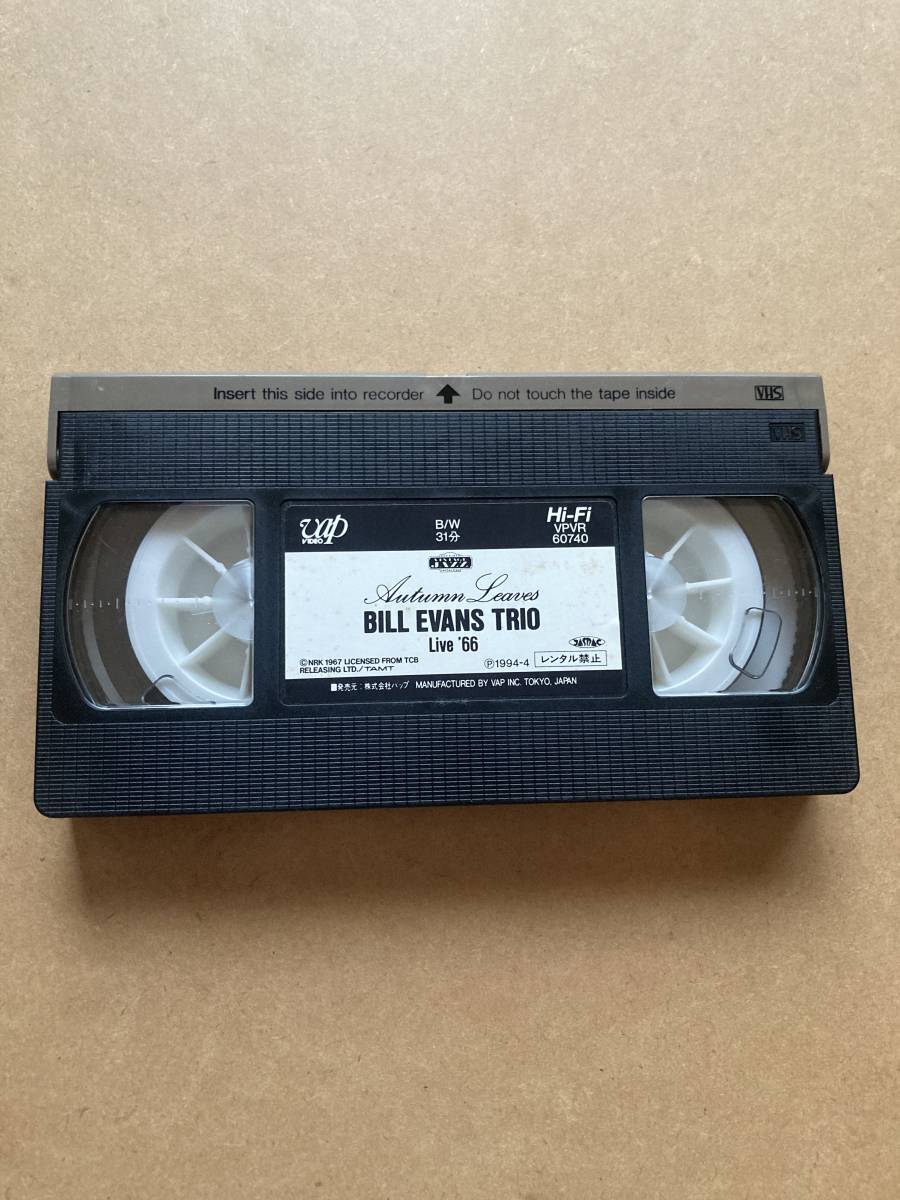 Insert this side into recorder Do not touch the tape inside VHS
VHS
vap
VIDEO
B/W
31分
Hi-Fi
VPVR
60740
VINTAGE
JAZZ
Autumn Leaves
BILL EVANS TRIO
Live '66
JASRAC
©NRK 1967 LICENSED FROM TCB
RELEASING LTD./TAMT
Ⓟ1994-4 レンタル禁止
■発売元：株式会社バップ MANUFACTURED BY VAP INC. TOKYO, JAPAN